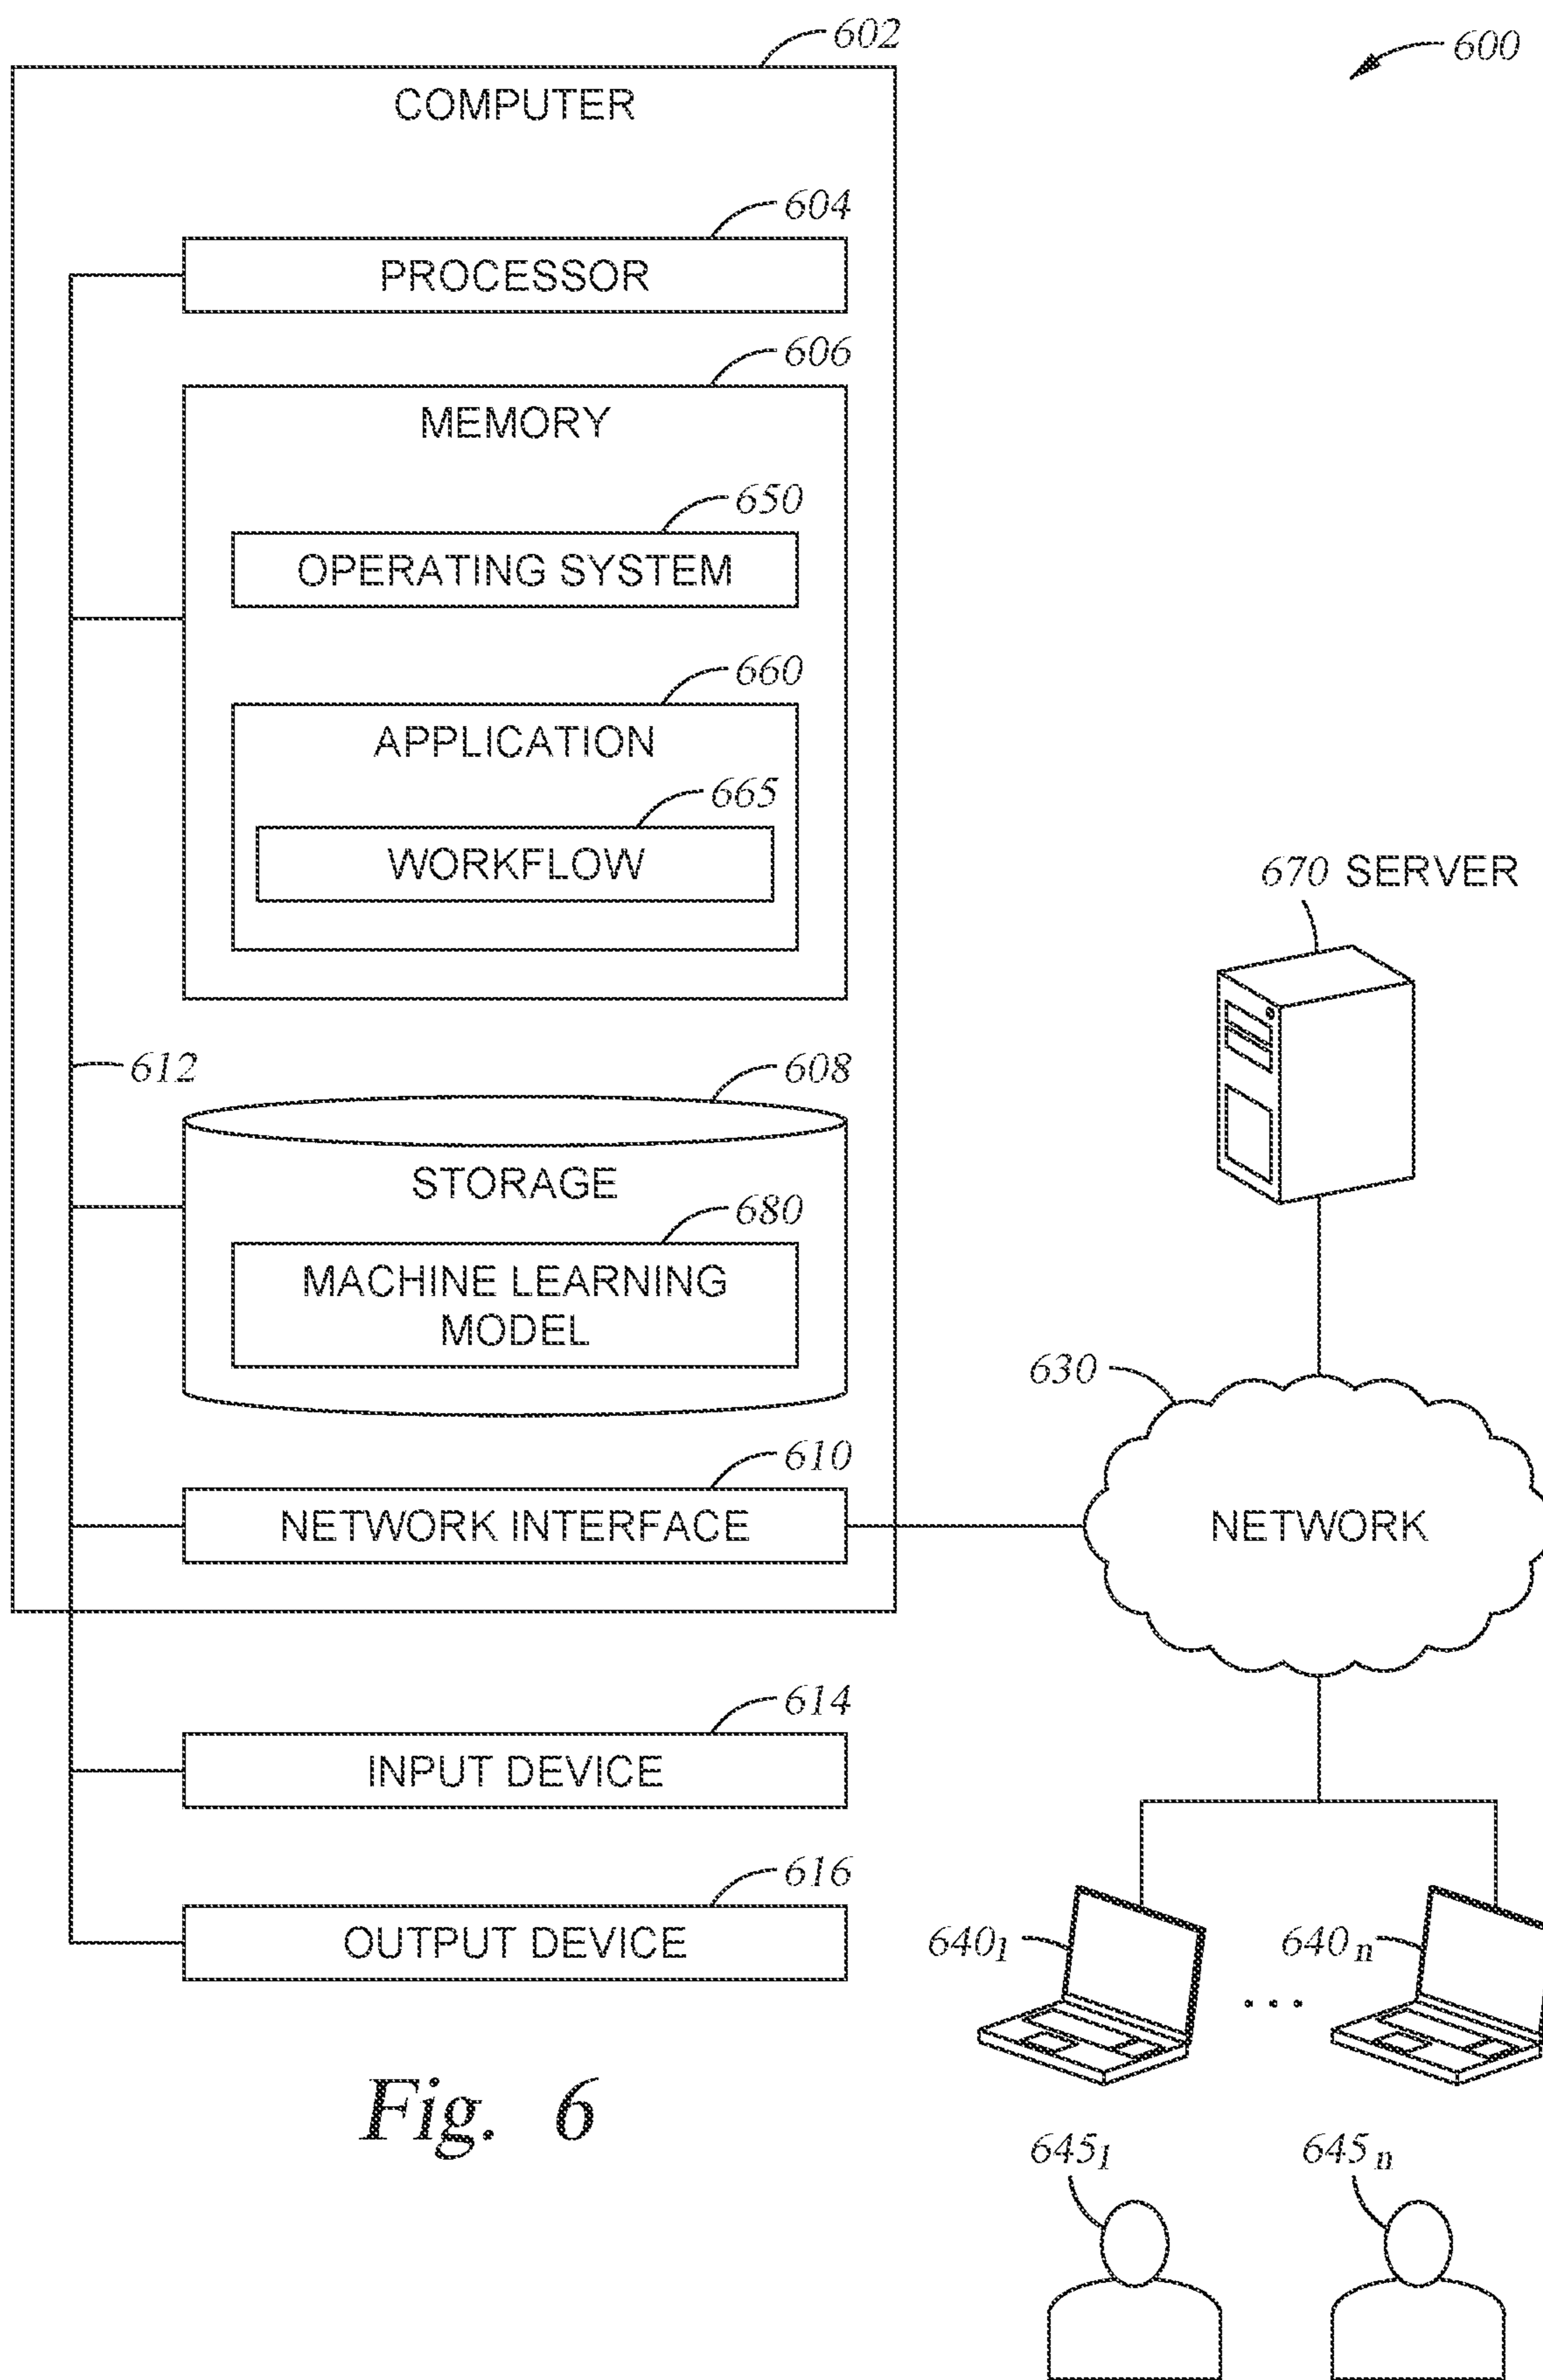 602
600
COMPUTER
604
PROCESSOR
606
MEMORY
650
OPERATING SYSTEM
660
APPLICATION
665
WORKFLOW
670 SERVER
612
608
STORAGE
680
MACHINE LEARNING
MODEL
630
610
NETWORK INTERFACE
NETWORK
614
INPUT DEVICE
616
OUTPUT DEVICE
640₁
640ₙ
. . .
Fig. 6
645₁
645ₙ